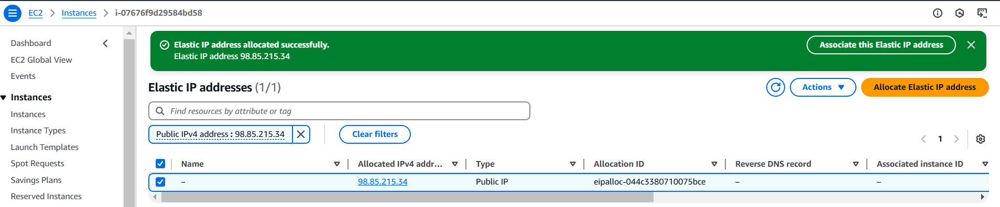 EC2 > Instances > i-07676f9d29584bd58
Dashboard
EC2 Global View
Events
Instances
Instances
Instance Types
Launch Templates
Spot Requests
Savings Plans
Reserved Instances
Elastic IP address allocated successfully.
Elastic IP address 98.85.215.34
Associate this Elastic IP address
Elastic IP addresses (1/1)
Actions
Allocate Elastic IP address
Find resources by attribute or tag
Public IPv4 address : 98.85.215.34
Clear filters
1
Name Allocated IPv4 addr... Type Allocation ID Reverse DNS record Associated instance ID
– 98.85.215.34 Public IP eipalloc-044c3380710075bce – –